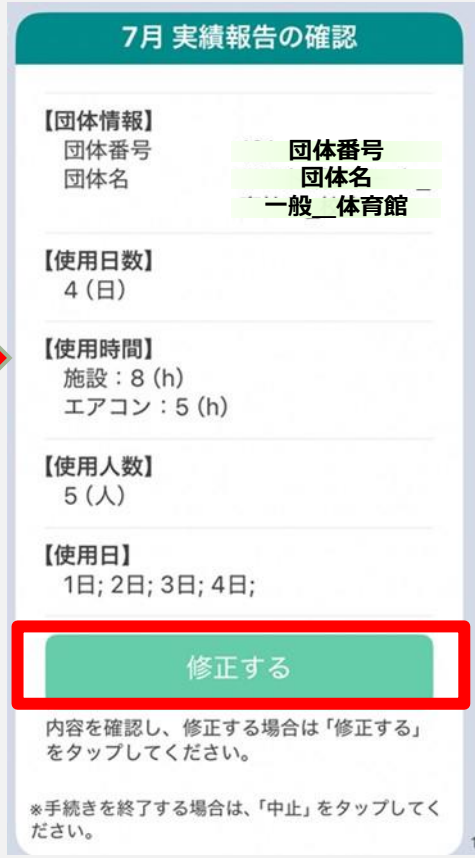 7月 実績報告の確認
【団体情報】
団体番号 団体番号
団体名 団体名
一般__体育館
【使用日数】
4 (日)
【使用時間】
施設：8 (h)
エアコン：5 (h)
【使用人数】
5 (人)
【使用日】
1日; 2日; 3日; 4日;
修正する
内容を確認し、修正する場合は「修正する」
をタップしてください。
※手続きを終了する場合は、「中止」をタップしてく
ださい。